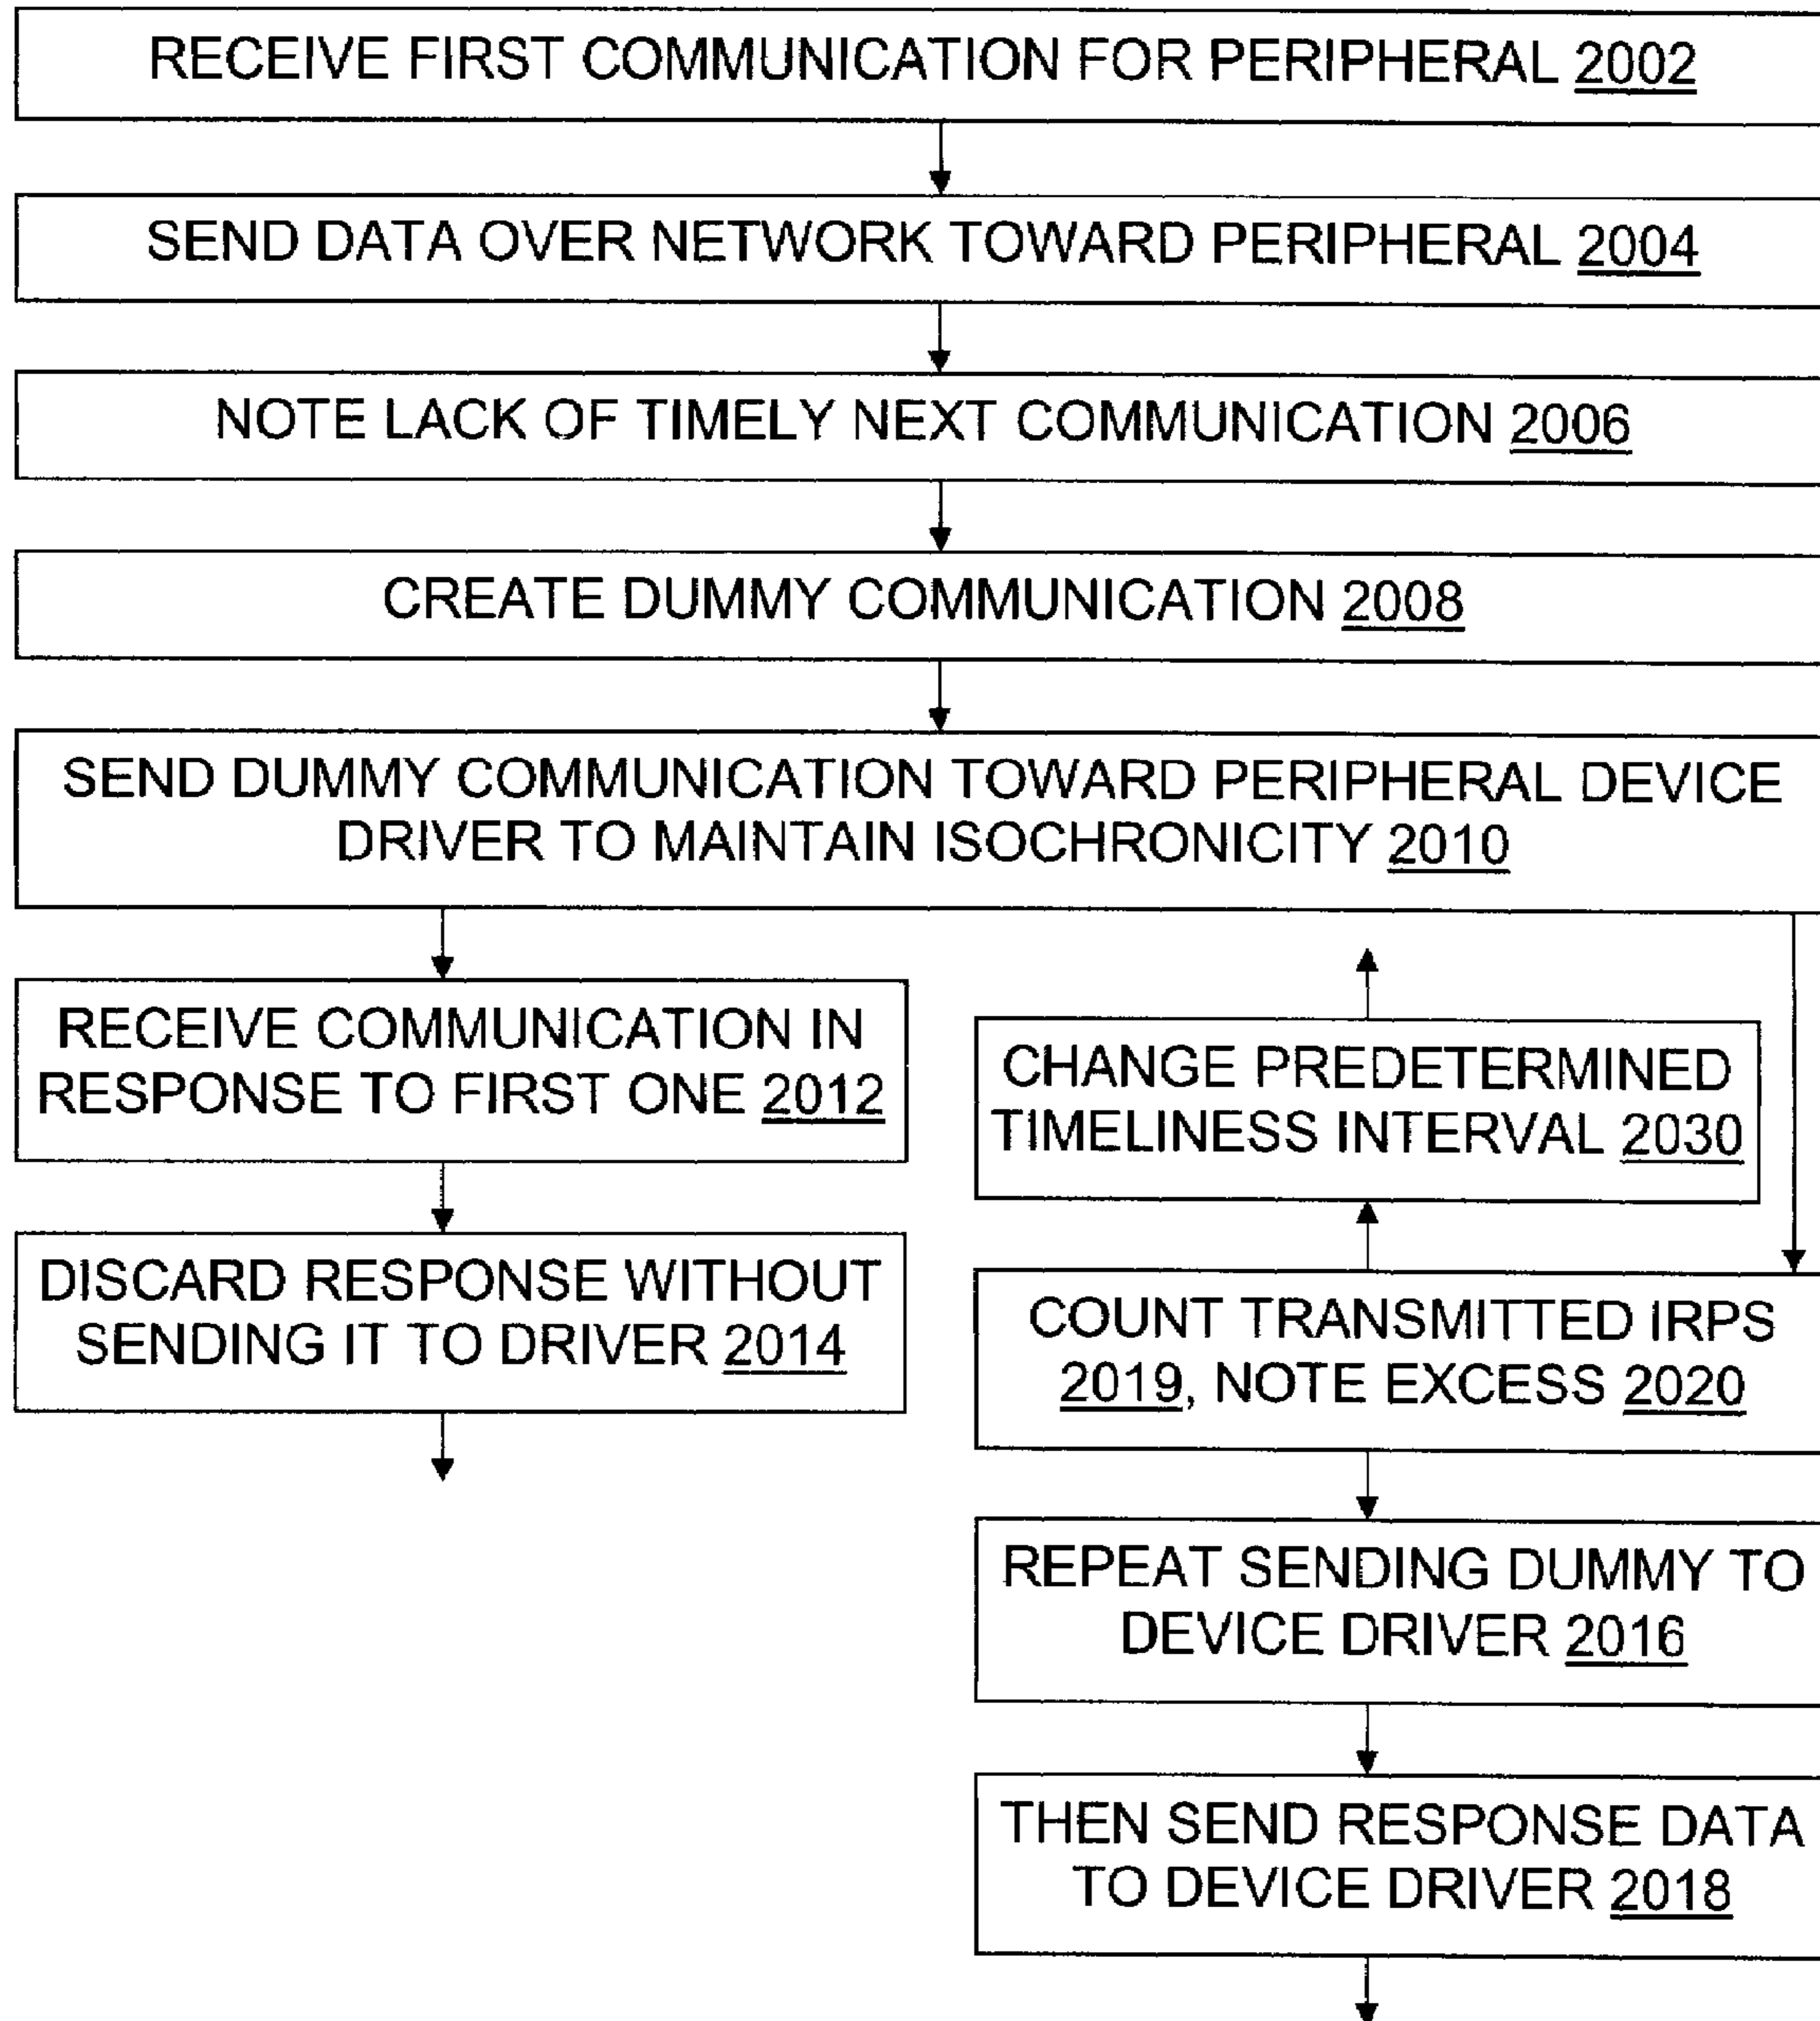 RECEIVE FIRST COMMUNICATION FOR PERIPHERAL 2002
SEND DATA OVER NETWORK TOWARD PERIPHERAL 2004
NOTE LACK OF TIMELY NEXT COMMUNICATION 2006
CREATE DUMMY COMMUNICATION 2008
SEND DUMMY COMMUNICATION TOWARD PERIPHERAL DEVICE
DRIVER TO MAINTAIN ISOCHRONICITY 2010
RECEIVE COMMUNICATION IN
RESPONSE TO FIRST ONE 2012
DISCARD RESPONSE WITHOUT
SENDING IT TO DRIVER 2014
CHANGE PREDETERMINED
TIMELINESS INTERVAL 2030
COUNT TRANSMITTED IRPS
2019, NOTE EXCESS 2020
REPEAT SENDING DUMMY TO
DEVICE DRIVER 2016
THEN SEND RESPONSE DATA
TO DEVICE DRIVER 2018